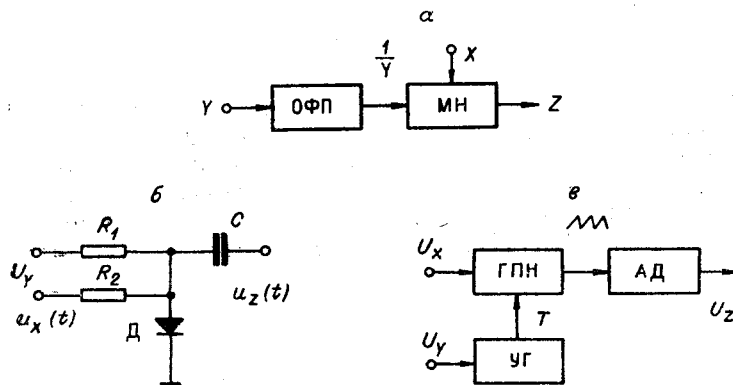 а
1/Y
X
Y
ОФП
МН
Z
б
R₁
C
U_Y
R₂
u_x(t)
u_z(t)
Д
в
U_X
ГПН
АД
U_Z
T
U_Y
УГ